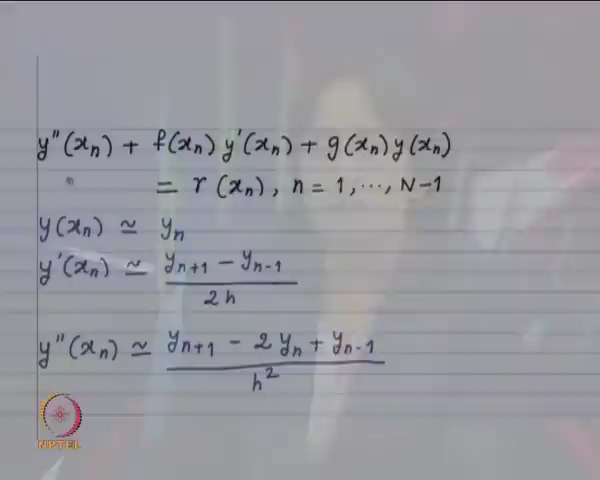 y''(xₙ) + f(xₙ) y'(xₙ) + g(xₙ) y(xₙ)
= r(xₙ), n = 1, ..., N-1
y(xₙ) ≃ yₙ
y'(xₙ) ≃ (yₙ₊₁ - yₙ₋₁) / 2h
y''(xₙ) ≃ (yₙ₊₁ - 2yₙ + yₙ₋₁) / h²
NPTEL